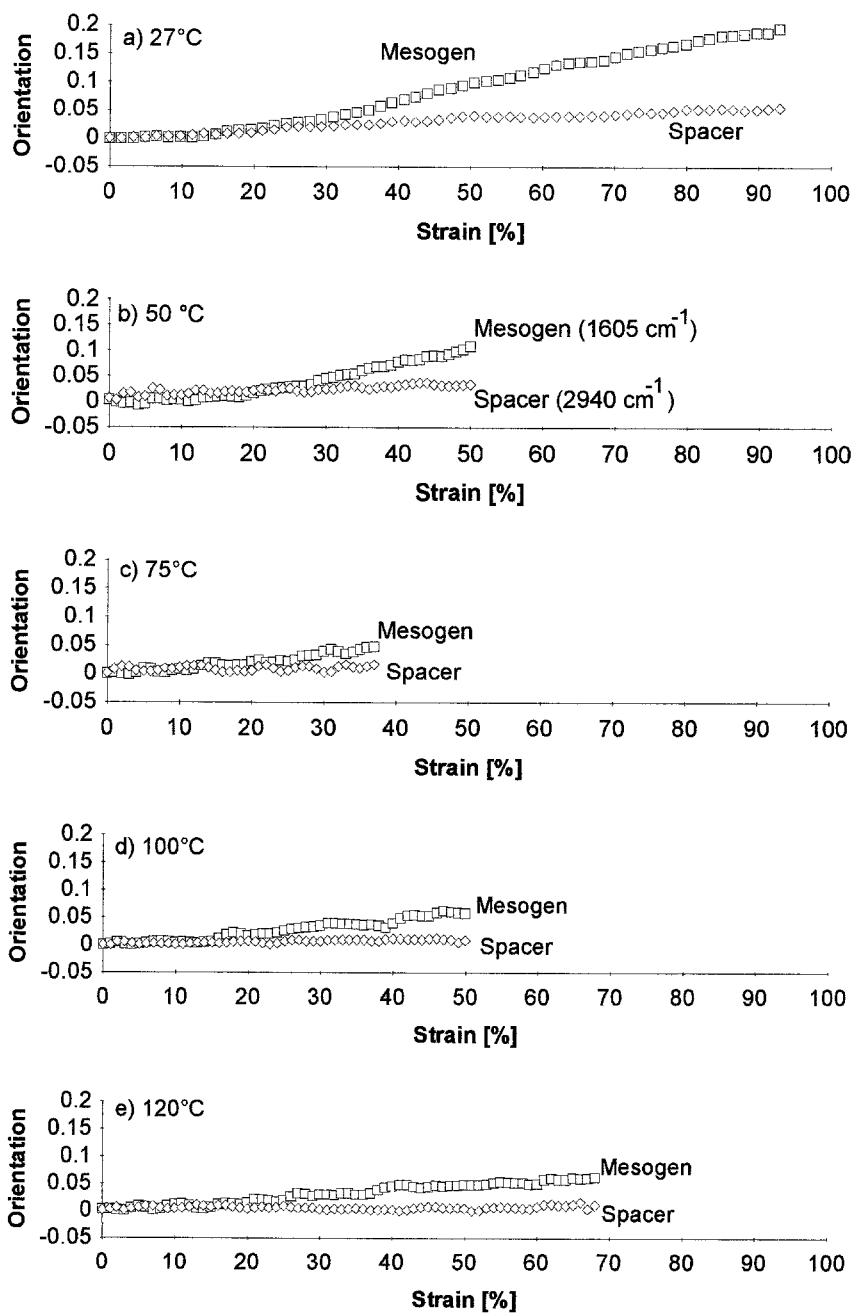 0.2
a) 27°C
Mesogen
0.15
0.1
0.05
0
-0.05
Spacer
Orientation
0 10 20 30 40 50 60 70 80 90 100
Strain [%]
0.2
b) 50 °C
Mesogen (1605 cm⁻¹)
0.15
0.1
0.05
0
-0.05
Spacer (2940 cm⁻¹)
Orientation
0 10 20 30 40 50 60 70 80 90 100
Strain [%]
0.2
c) 75°C
0.15
0.1
Mesogen
0.05
0
Spacer
-0.05
Orientation
0 10 20 30 40 50 60 70 80 90 100
Strain [%]
0.2
d) 100°C
0.15
0.1
Mesogen
0.05
0
Spacer
-0.05
Orientation
0 10 20 30 40 50 60 70 80 90 100
Strain [%]
0.2
e) 120°C
0.15
0.1
Mesogen
0.05
0
Spacer
-0.05
Orientation
0 10 20 30 40 50 60 70 80 90 100
Strain [%]